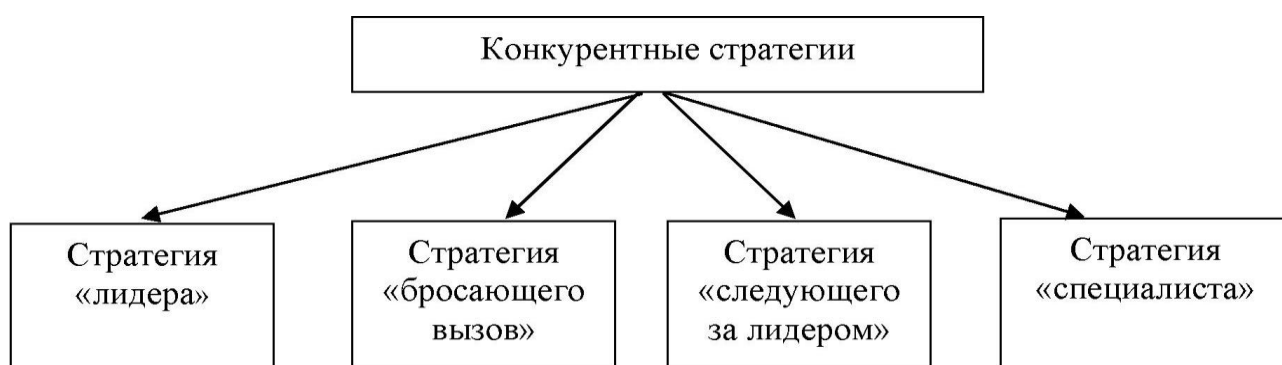 Конкурентные стратегии
Стратегия
«лидера»
Стратегия
«бросающего
вызов»
Стратегия
«следующего
за лидером»
Стратегия
«специалиста»